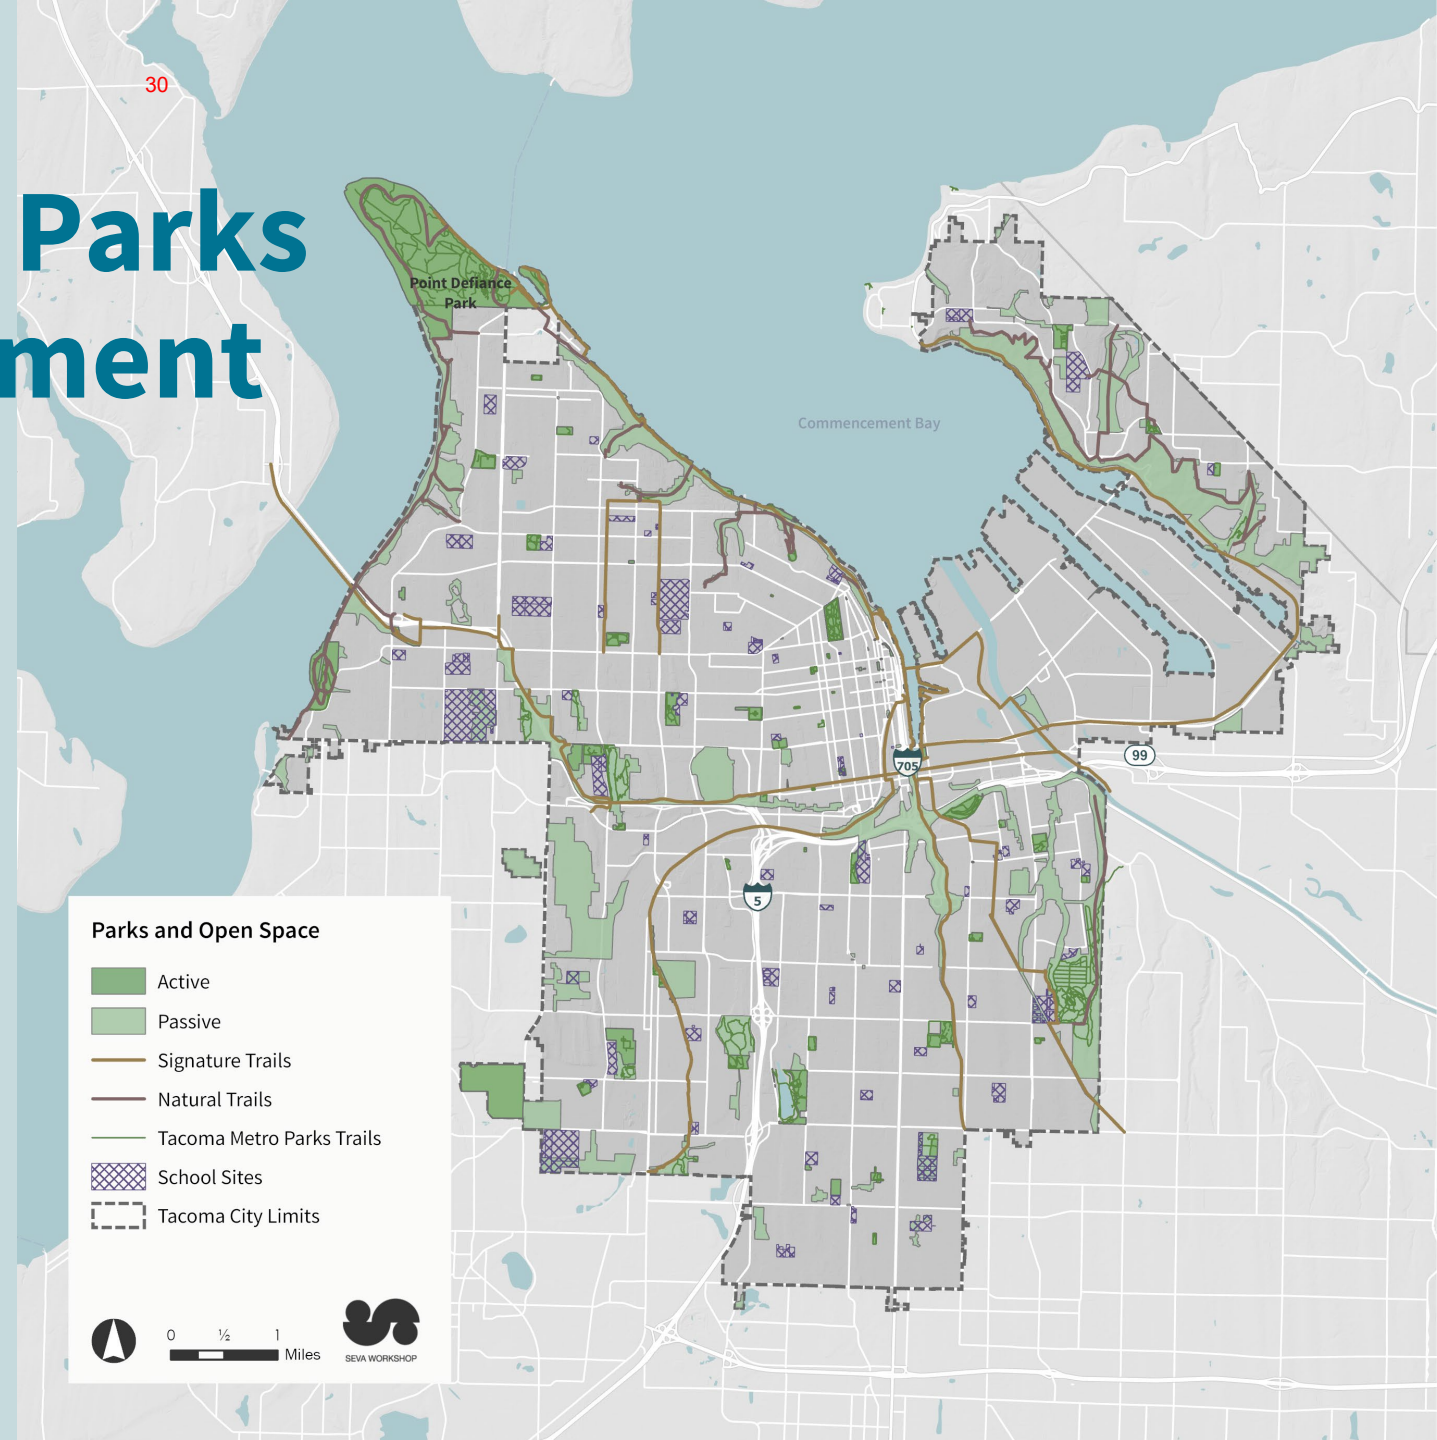 30
Parks
ment
Point Defiance
Park
Commencement Bay
99
705
5
Parks and Open Space
Active
Passive
Signature Trails
Natural Trails
Tacoma Metro Parks Trails
School Sites
Tacoma City Limits
0 ½ 1
Miles
SEVA WORKSHOP